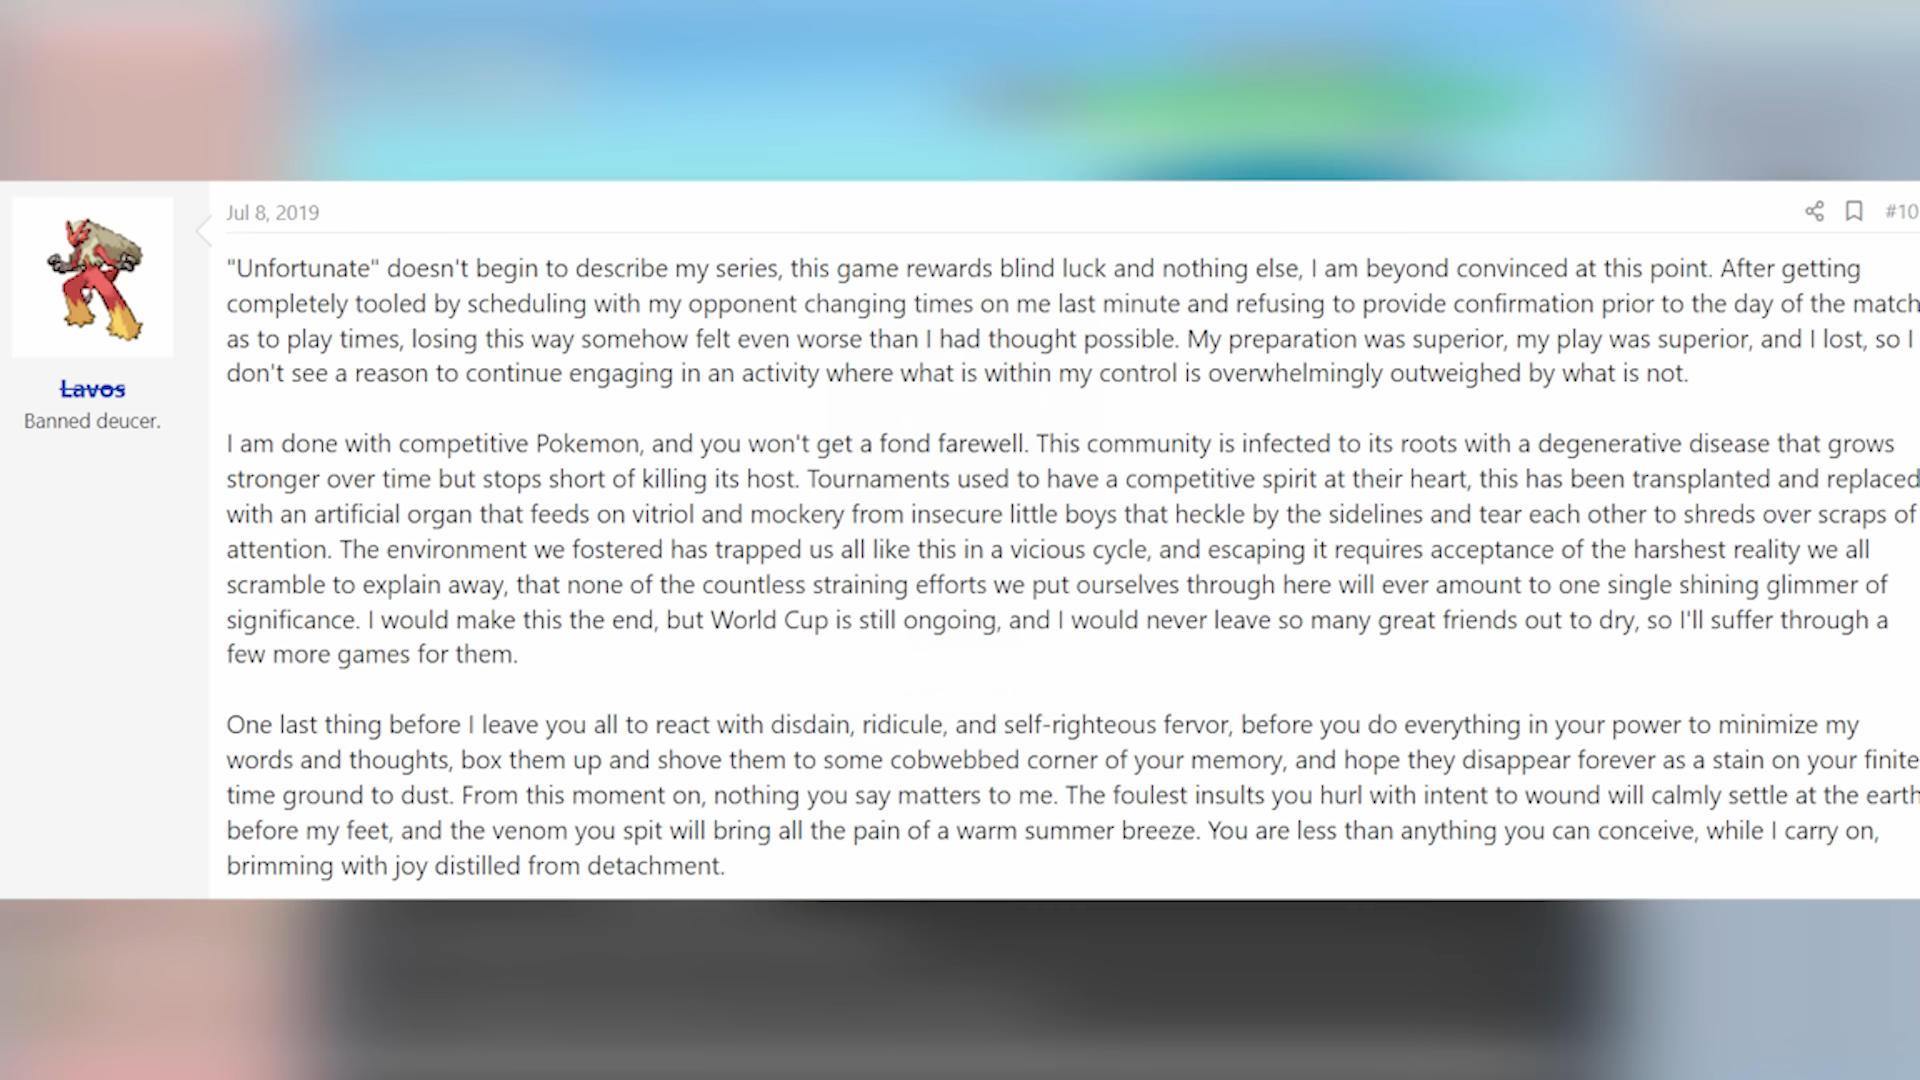 Jul 8, 2019
#10
"Unfortunate" doesn't begin to describe my series, this game rewards blind luck and nothing else, I am beyond convinced at this point. After getting
completely tooled by scheduling with my opponent changing times on me last minute and refusing to provide confirmation prior to the day of the match
as to play times, losing this way somehow felt even worse than I had thought possible. My preparation was superior, my play was superior, and I lost, so I
don't see a reason to continue engaging in an activity where what is within my control is overwhelmingly outweighed by what is not.
Lavos
Banned deucer.
I am done with competitive Pokemon, and you won't get a fond farewell. This community is infected to its roots with a degenerative disease that grows
stronger over time but stops short of killing its host. Tournaments used to have a competitive spirit at their heart, this has been transplanted and replaced
with an artificial organ that feeds on vitriol and mockery from insecure little boys that heckle by the sidelines and tear each other to shreds over scraps of
attention. The environment we fostered has trapped us all like this in a vicious cycle, and escaping it requires acceptance of the harshest reality we all
scramble to explain away, that none of the countless straining efforts we put ourselves through here will ever amount to one single shining glimmer of
significance. I would make this the end, but World Cup is still ongoing, and I would never leave so many great friends out to dry, so I'll suffer through a
few more games for them.
One last thing before I leave you all to react with disdain, ridicule, and self-righteous fervor, before you do everything in your power to minimize my
words and thoughts, box them up and shove them to some cobwebbed corner of your memory, and hope they disappear forever as a stain on your finite
time ground to dust. From this moment on, nothing you say matters to me. The foulest insults you hurl with intent to wound will calmly settle at the earth
before my feet, and the venom you spit will bring all the pain of a warm summer breeze. You are less than anything you can conceive, while I carry on,
brimming with joy distilled from detachment.